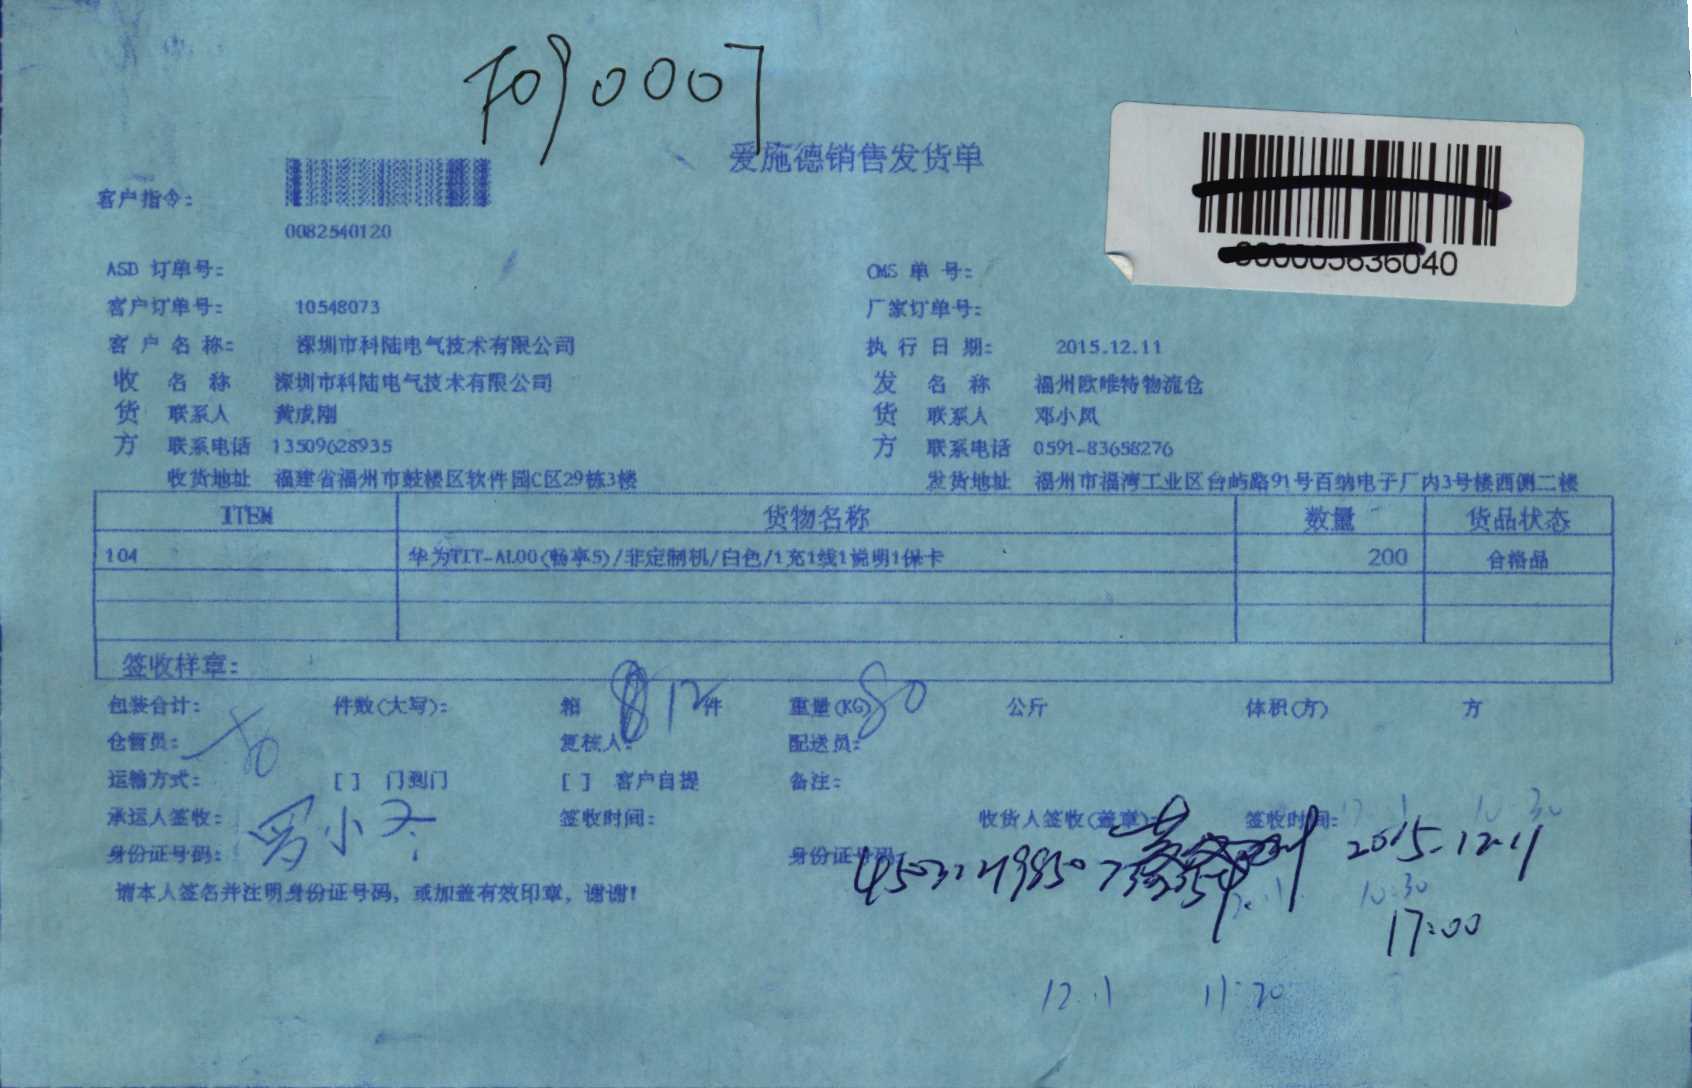 7090007
爱施德销售发货单
客户指令:
0082540120
ASD 订单号:
OMS 单 号:
5636040
客户订单号: 10548073
厂家订单号:
客 户 名 称: 深圳市科陆电气技术有限公司
执 行 日 期: 2015.12.11
收 名 称 深圳市科陆电气技术有限公司
发 名 称 福州欧唯特物流仓
货 联系人 黄成刚
货 联系人 邓小凤
方 联系电话 13509628935
方 联系电话 0591-83658276
收货地址 福建省福州市鼓楼区软件园C区29栋3楼
发货地址 福州市福湾工业区台屿路91号百纳电子厂内3号楼西侧二楼
ITEM 货物名称 数量 货品状态
104 华为TIT-AL00(畅享5)/非定制机/白色/1充1线1说明1保卡 200 合格品
签收样章:
包装合计: 件数(大写): 箱 12件 重量(KG) 80 公斤 体积(方) 方
仓管员: 复核人: 配送员:
运输方式: [ ] 门到门 [ ] 客户自提 备注:
承运人签收: 签收时间: 收货人签收(盖章): 签收时间: 2015.12.11
身份证号码: 身份证号码:
10:30
17:00
请本人签名并注明身份证号码，或加盖有效印章，谢谢!
12.1 11:20